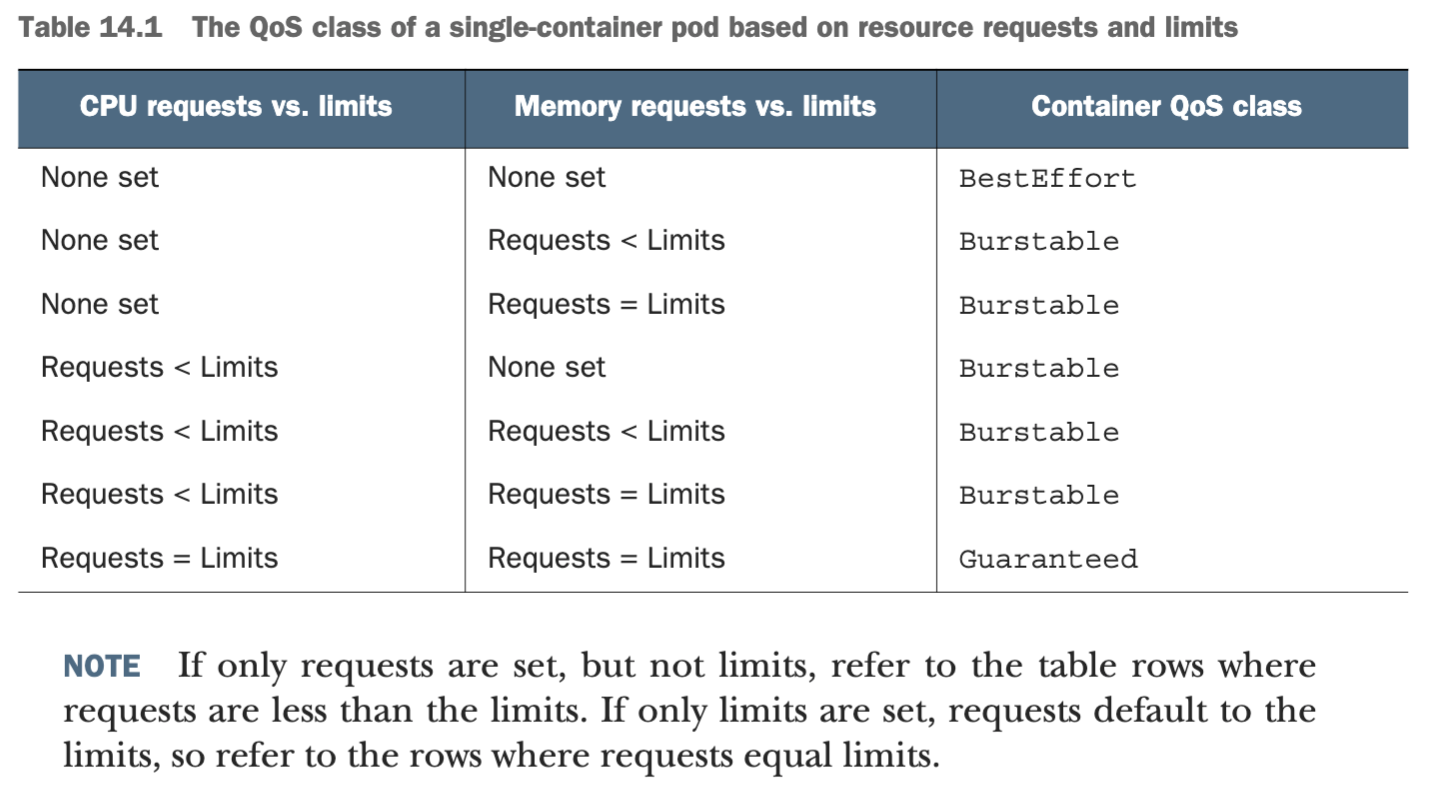 Table 14.1 The QoS class of a single-container pod based on resource requests and limits
CPU requests vs. limits Memory requests vs. limits Container QoS class
None set None set BestEffort
None set Requests < Limits Burstable
None set Requests = Limits Burstable
Requests < Limits None set Burstable
Requests < Limits Requests < Limits Burstable
Requests < Limits Requests = Limits Burstable
Requests = Limits Requests = Limits Guaranteed
NOTE If only requests are set, but not limits, refer to the table rows where
requests are less than the limits. If only limits are set, requests default to the
limits, so refer to the rows where requests equal limits.